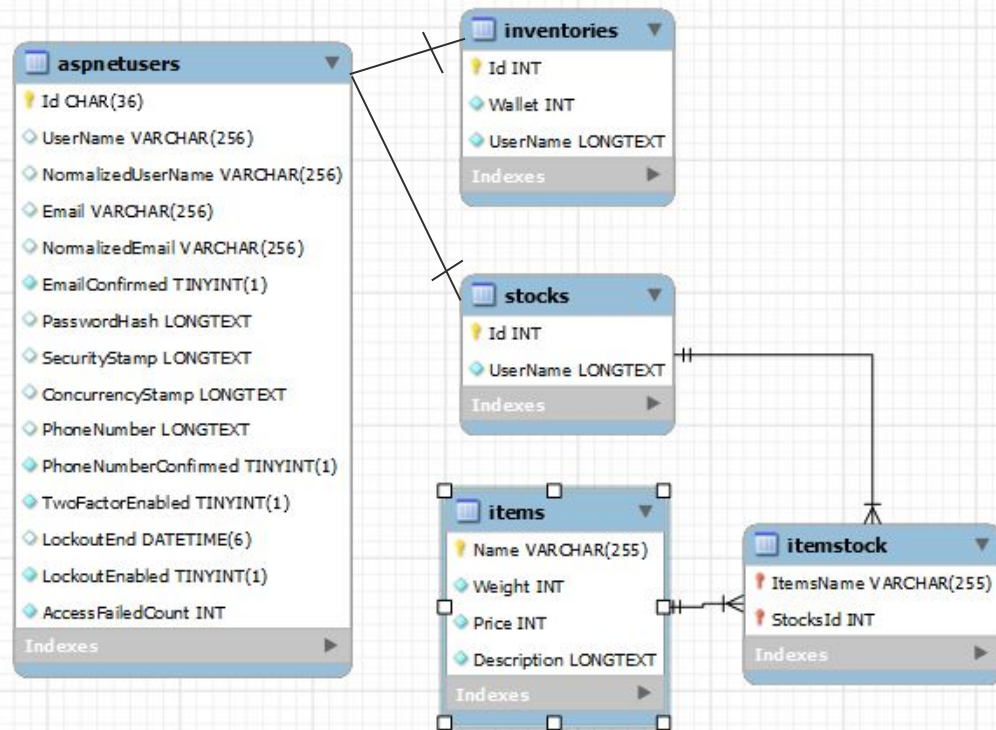 aspnetusers
Id CHAR(36)
UserName VARCHAR(256)
NormalizedUserName VARCHAR(256)
Email VARCHAR(256)
NormalizedEmail VARCHAR(256)
EmailConfirmed TINYINT(1)
PasswordHash LONGTEXT
SecurityStamp LONGTEXT
ConcurrencyStamp LONGTEXT
PhoneNumber LONGTEXT
PhoneNumberConfirmed TINYINT(1)
TwoFactorEnabled TINYINT(1)
LockoutEnd DATETIME(6)
LockoutEnabled TINYINT(1)
AccessFailedCount INT
Indexes
inventories
Id INT
Wallet INT
UserName LONGTEXT
Indexes
stocks
Id INT
UserName LONGTEXT
Indexes
items
Name VARCHAR(255)
Weight INT
Price INT
Description LONGTEXT
Indexes
itemstock
ItemsName VARCHAR(255)
StocksId INT
Indexes